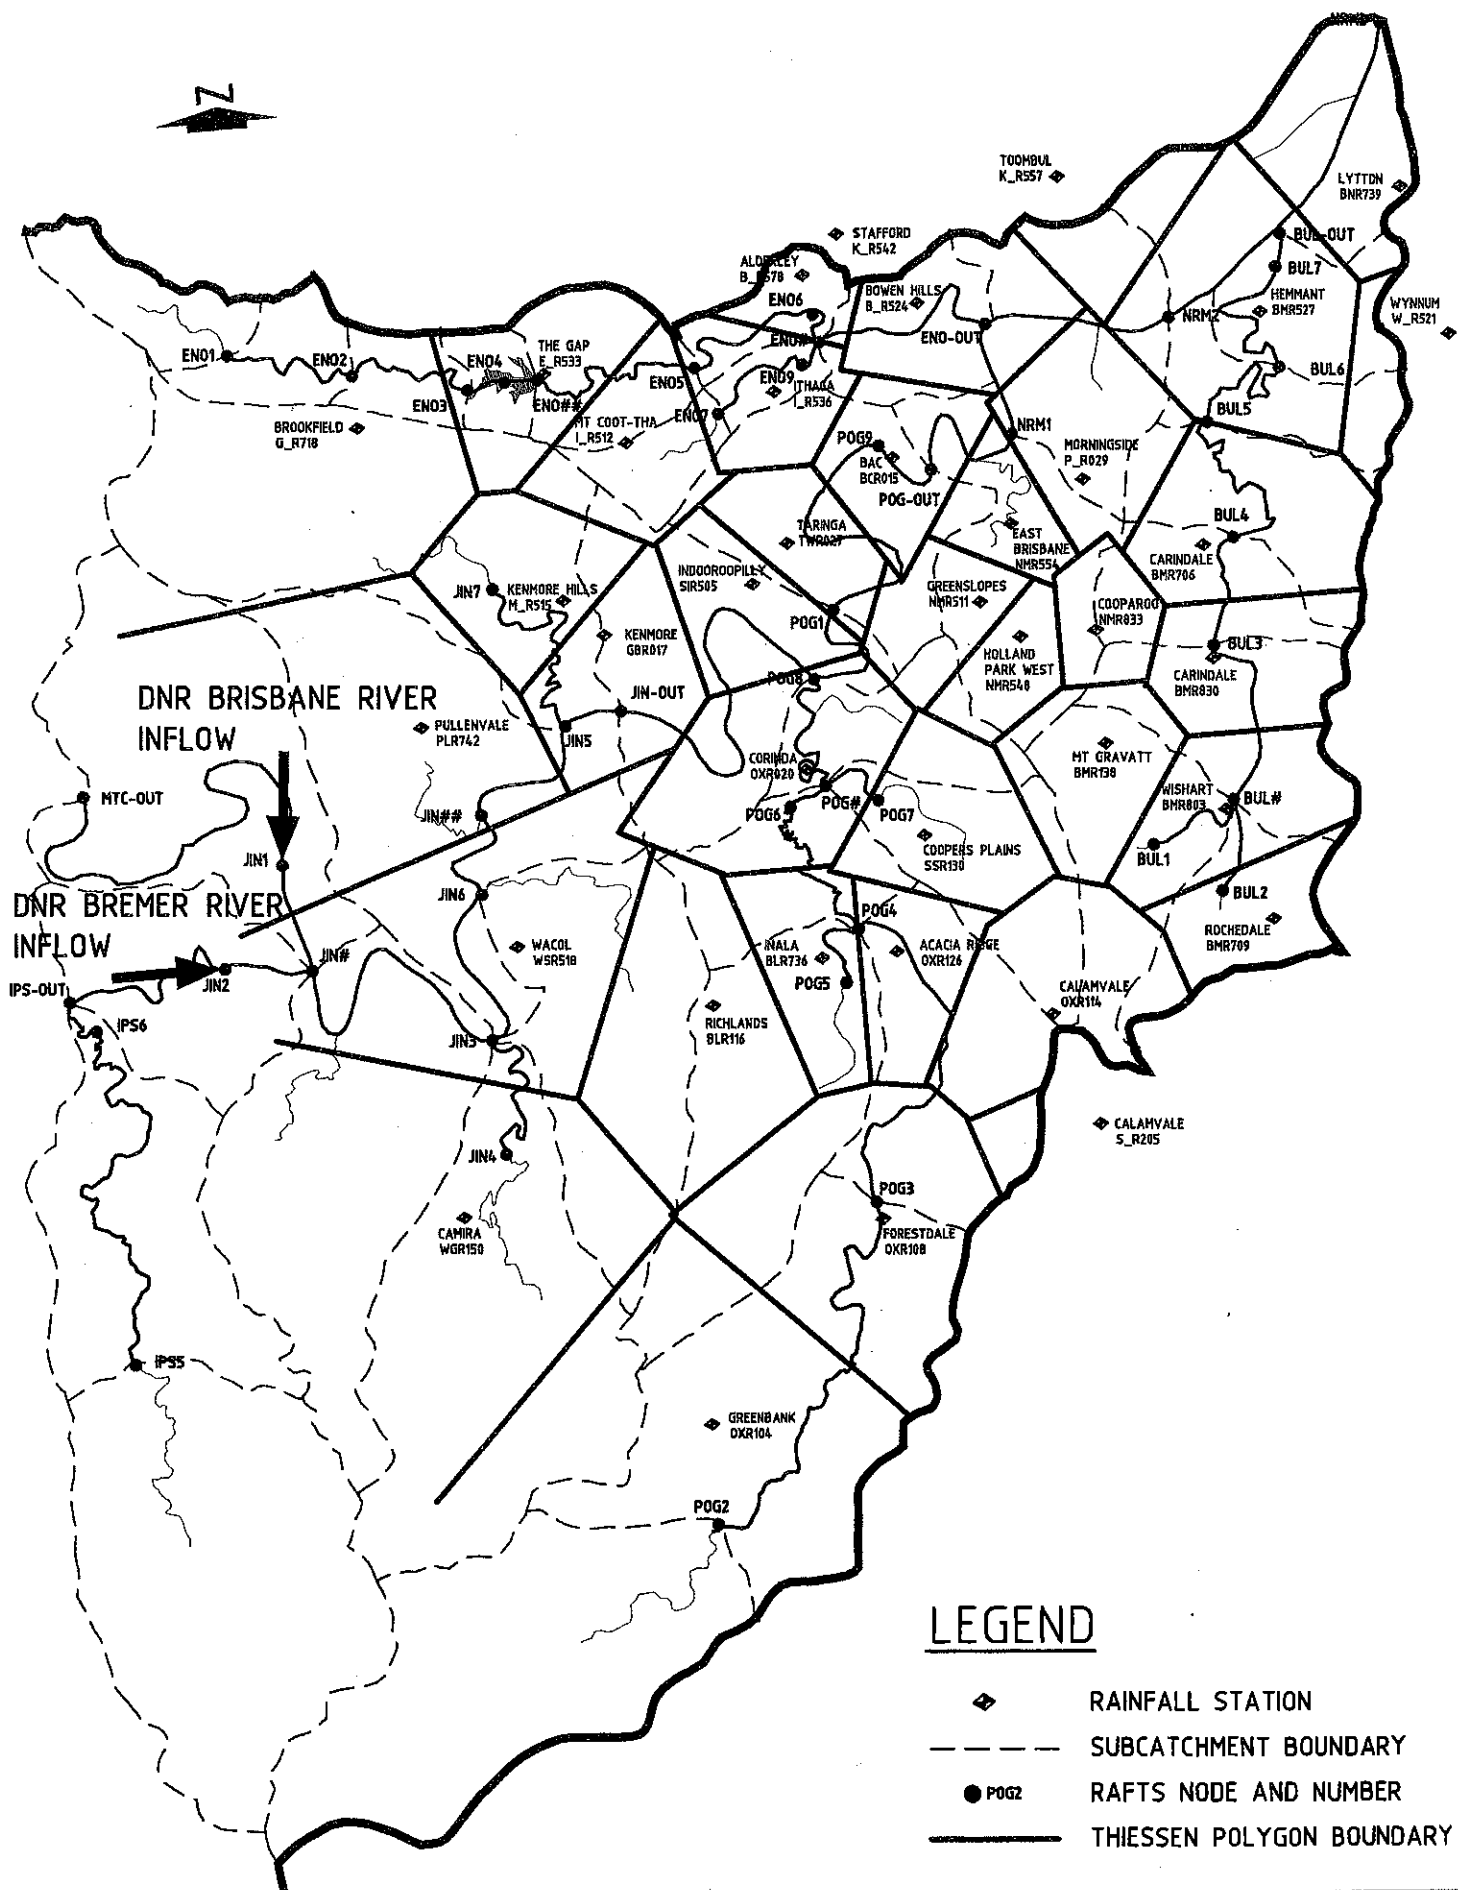 Z
TOOMBUL
K_R557
LYTTON
BNR739
STAFFORD
K_R542
BUL-OUT
ALDERLEY
B_R578
BUL7
BOWEN HILLS
B_R524
HEMMANT
BMR527
WYNNUM
W_R521
ENO6
NRM2
ENO-OUT
ENO#
ENO1
ENO2
THE GAP
E_R533
ENO4
ENO5
ENO9
ITHACA
I_R536
BUL6
ENO3
ENO##
ENO7
BUL5
BROOKFIELD
G_R718
MT COOT-THA
I_R512
POG9
BAC
BCR015
NRM1
MORNINGSIDE
P_R029
POG-OUT
BUL4
TARINGA
TWR027
EAST
BRISBANE
NMR554
CARINDALE
BMR706
INDOOROOPILLY
SIR505
JIN7
KENMORE HILLS
M_R515
GREENSLOPES
NMR511
COOPAROO
NMR833
POG1
KENMORE
GBR017
HOLLAND
PARK WEST
NMR548
BUL3
CARINDALE
BMR830
POG8
JIN-OUT
DNR BRISBANE RIVER
INFLOW
PULLENVALE
PLR742
JIN5
CORINDA
OXR020
MT GRAVATT
BMR138
MTC-OUT
WISHART
BMR803
BUL#
POG#
POG6
POG7
JIN##
COOPERS PLAINS
SSR130
BUL1
JIN1
JIN6
BUL2
DNR BREMER RIVER
INFLOW
POG4
ROCHEDALE
BMR709
WACOL
WSR518
INALA
BLR736
ACACIA RIDGE
OXR126
JIN#
JIN2
POG5
CALAMVALE
OXR114
IPS-OUT
IPS6
RICHLANDS
BLR116
JIN3
CALAMVALE
S_R205
JIN4
POG3
CAMIRA
WGR150
FORESTDALE
OXR108
IPS5
GREENBANK
OXR104
POG2
LEGEND
RAINFALL STATION
SUBCATCHMENT BOUNDARY
POG2 RAFTS NODE AND NUMBER
THIESSEN POLYGON BOUNDARY